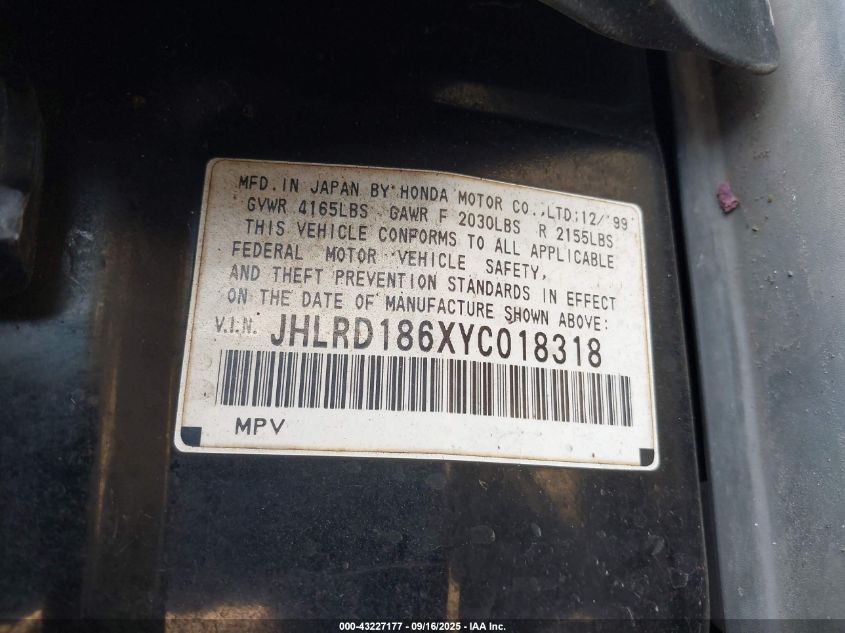 MFD. IN JAPAN BY HONDA MOTOR CO., LTD; 12/'99
GVWR 4165LBS GAWR F 2030LBS R 2155LBS
THIS VEHICLE CONFORMS TO ALL APPLICABLE
FEDERAL MOTOR VEHICLE SAFETY,
AND THEFT PREVENTION STANDARDS IN EFFECT
ON THE DATE OF MANUFACTURE SHOWN ABOVE:
V.I.N. JHLRD186XYC018318
MPV
000-43227177 - 09/16/2025 - IAA Inc.